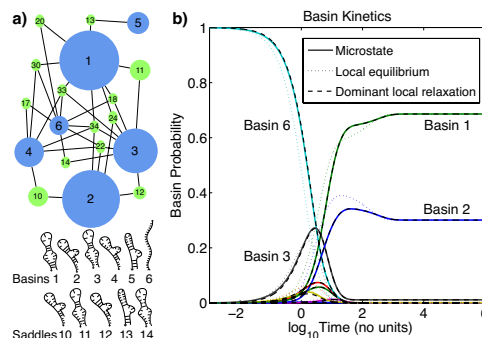 a)
20
13
5
1
30
11
33
17
18
6
34
24
4
22
3
14
10
2
12
Basins 1 2 3 4 5 6
Saddles 10 11 12 13 14
b)
Basin Kinetics
1
Microstate
Local equilibrium
Dominant local relaxation
0.8
Basin 6
Basin 1
0.6
Basin Probability
0.4
Basin 2
Basin 3
0.2
0
−2 0 2 4 6
log10Time (no units)